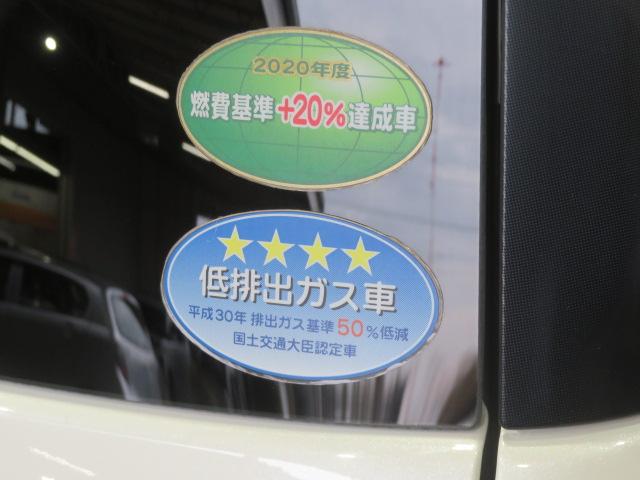 2020年度
燃費基準+20%達成車
低排出ガス車
平成30年 排出ガス基準50%低減
国土交通大臣認定車